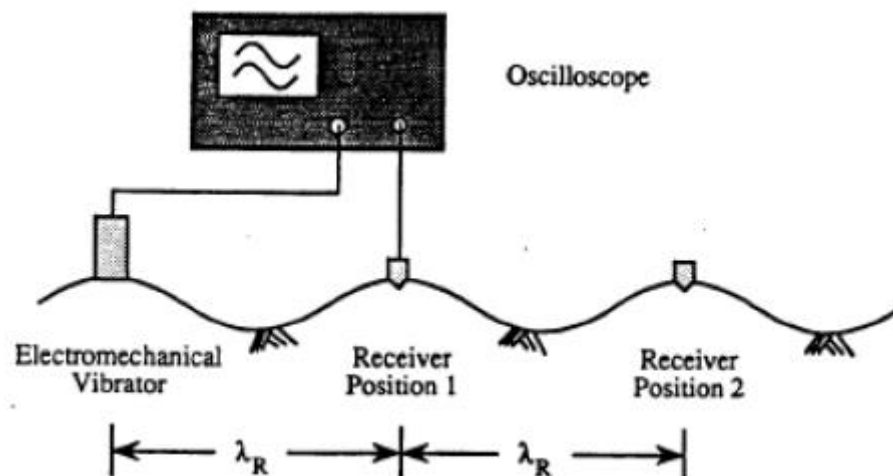 Oscilloscope
Electromechanical
Vibrator
Receiver
Position 1
Receiver
Position 2
λR
λR